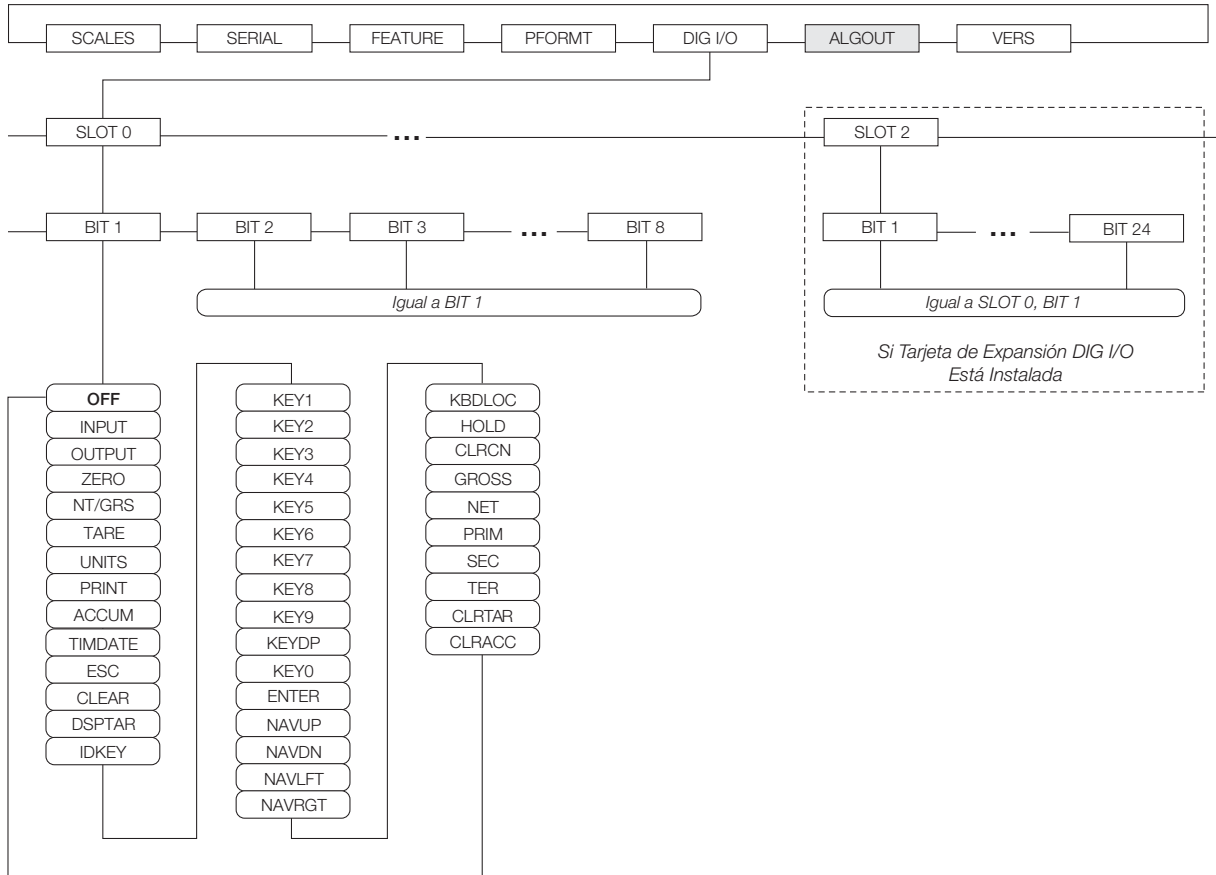 SCALES
SERIAL
FEATURE
PFORMT
DIG I/O
ALGOUT
VERS
SLOT 0
...
SLOT 2
BIT 1
BIT 2
BIT 3
...
BIT 8
BIT 1
...
BIT 24
Igual a BIT 1
Igual a SLOT 0, BIT 1
Si Tarjeta de Expansión DIG I/O
Está Instalada
OFF
INPUT
OUTPUT
ZERO
NT/GRS
TARE
UNITS
PRINT
ACCUM
TIMDATE
ESC
CLEAR
DSPTAR
IDKEY
KEY1
KEY2
KEY3
KEY4
KEY5
KEY6
KEY7
KEY8
KEY9
KEYDP
KEY0
ENTER
NAVUP
NAVDN
NAVLFT
NAVRGT
KBDLOC
HOLD
CLRCN
GROSS
NET
PRIM
SEC
TER
CLRTAR
CLRACC